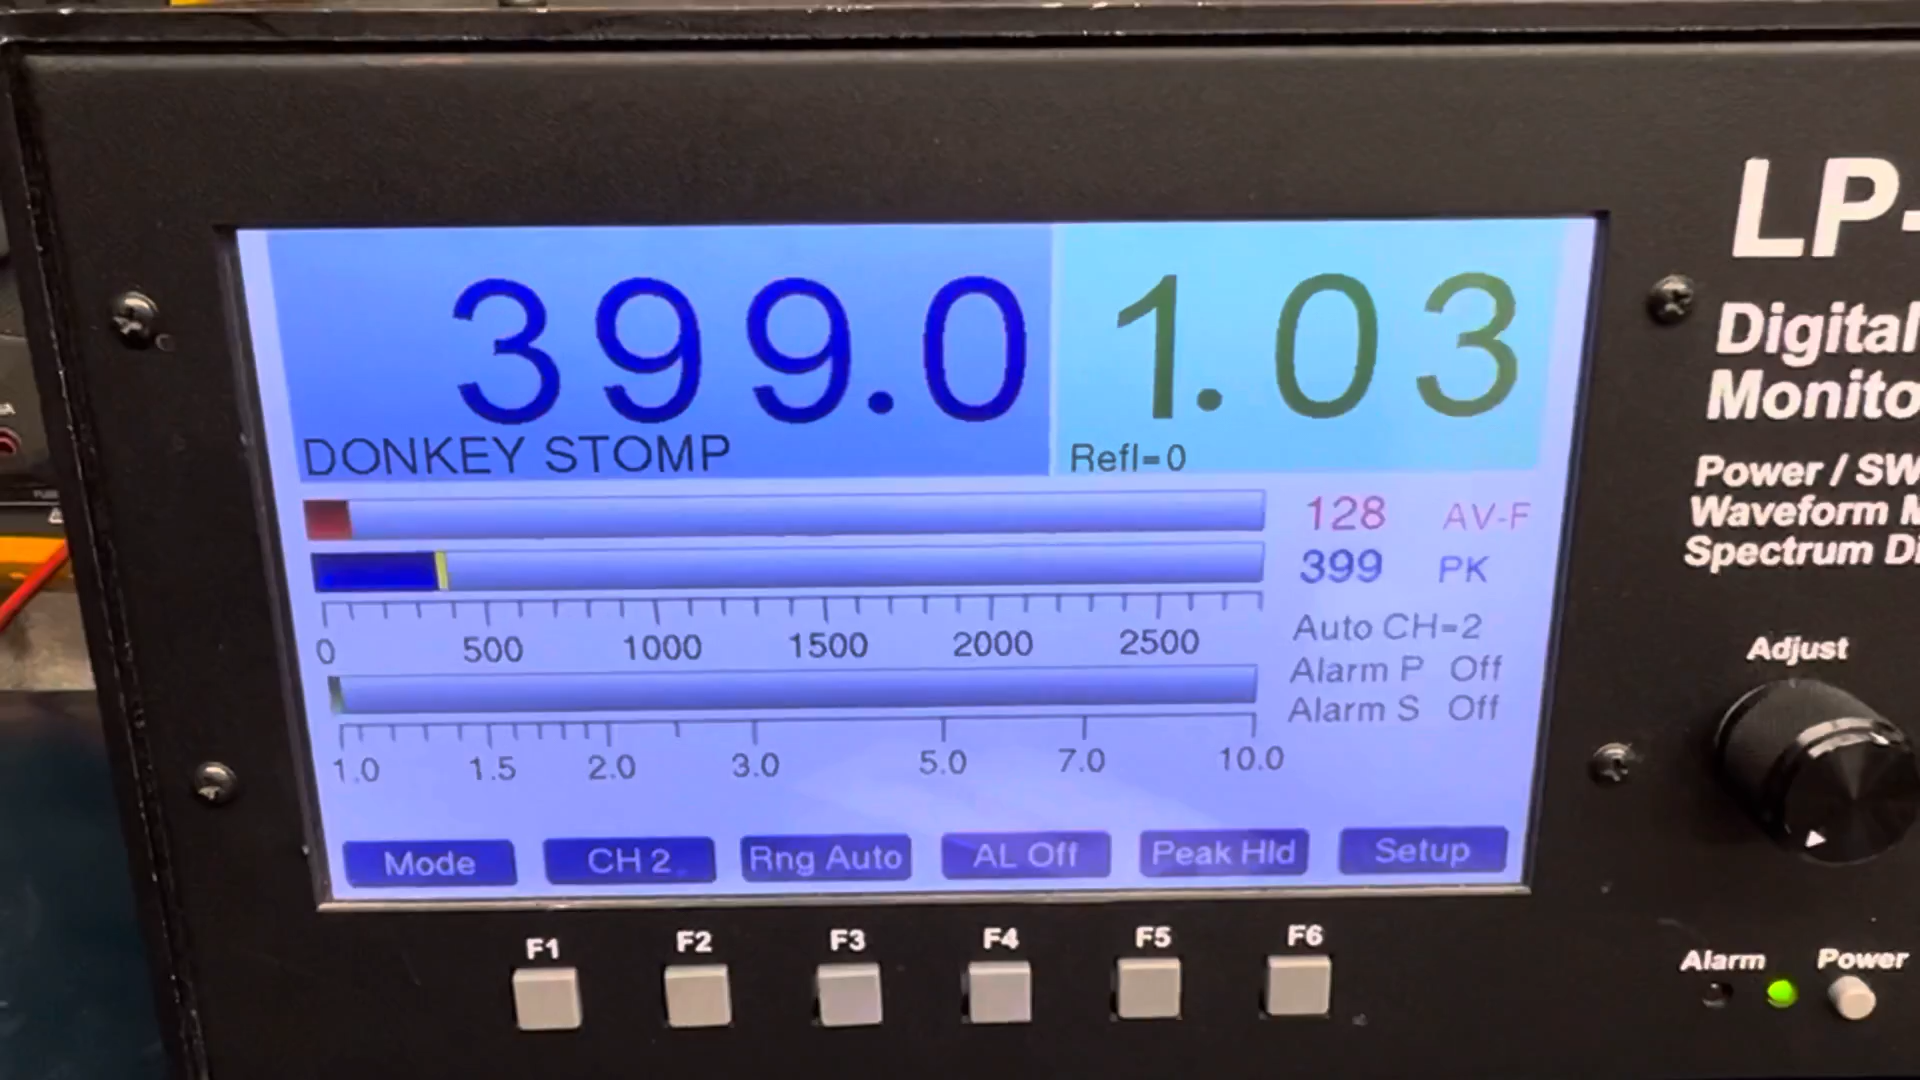 399.0
1.03
DONKEY STOMP
Refl=0
128 AV-F
399 PK
0 500 1000 1500 2000 2500
Auto CH=2
Alarm P Off
Alarm S Off
1.0 1.5 2.0 3.0 5.0 7.0 10.0
Mode CH 2 Rng Auto AL Off Peak Hld Setup
F1 F2 F3 F4 F5 F6
LP-
Digital
Monito
Power / SW
Waveform M
Spectrum Di
Adjust
Alarm Power